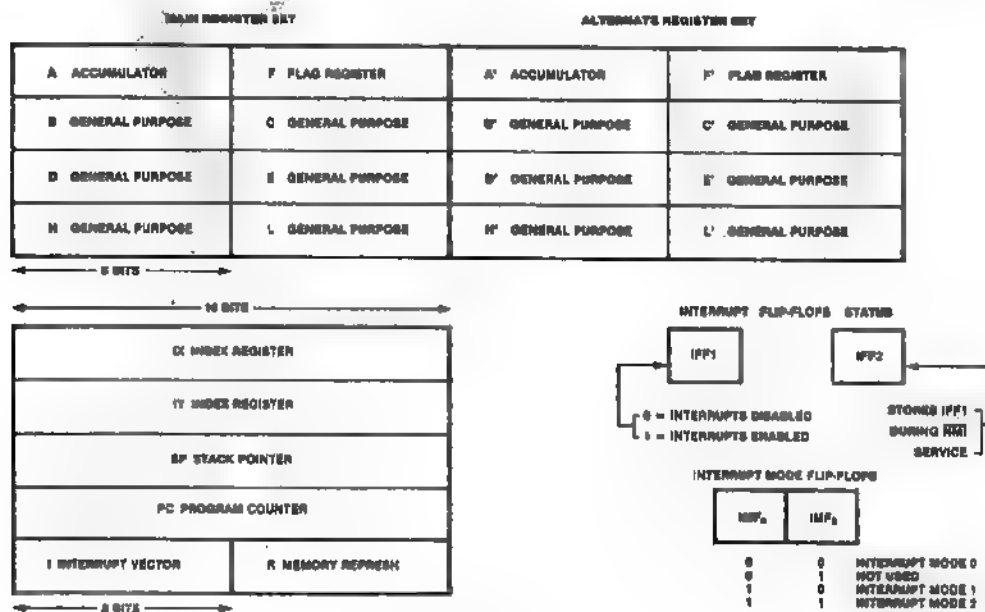 MAIN REGISTER SET
ALTERNATE REGISTER SET
A ACCUMULATOR
F FLAG REGISTER
A' ACCUMULATOR
F' FLAG REGISTER
B GENERAL PURPOSE
C GENERAL PURPOSE
B' GENERAL PURPOSE
C' GENERAL PURPOSE
D GENERAL PURPOSE
E GENERAL PURPOSE
D' GENERAL PURPOSE
E' GENERAL PURPOSE
H GENERAL PURPOSE
L GENERAL PURPOSE
H' GENERAL PURPOSE
L' GENERAL PURPOSE
8 BITS
16 BITS
IX INDEX REGISTER
IY INDEX REGISTER
SP STACK POINTER
PC PROGRAM COUNTER
I INTERRUPT VECTOR
R MEMORY REFRESH
8 BITS
INTERRUPT FLIP-FLOPS STATUS
IFF1
IFF2
0 = INTERRUPTS DISABLED
1 = INTERRUPTS ENABLED
STORES IFF1
DURING NMI
SERVICE
INTERRUPT MODE FLIP-FLOPS
IMFa
IMFb
0 0 INTERRUPT MODE 0
0 1 NOT USED
1 0 INTERRUPT MODE 1
1 1 INTERRUPT MODE 2